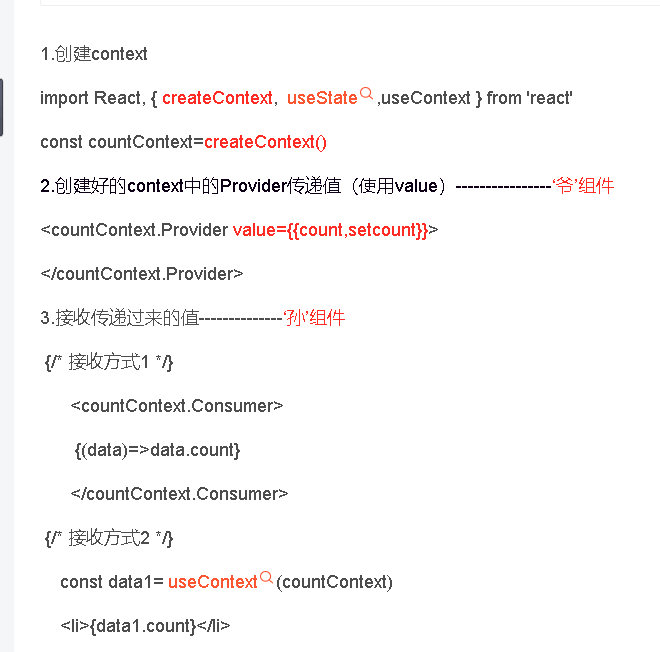 1.创建context
import React, { createContext,  useState ,useContext } from 'react'
const countContext=createContext()
2.创建好的context中的Provider传递值（使用value）----------------‘爷’组件
<countContext.Provider value={{count,setcount}}>
</countContext.Provider>
3.接收传递过来的值--------------‘孙’组件
{/* 接收方式1 */}
<countContext.Consumer>
{(data)=>data.count}
</countContext.Consumer>
{/* 接收方式2 */}
const data1= useContext (countContext)
<li>{data1.count}</li>